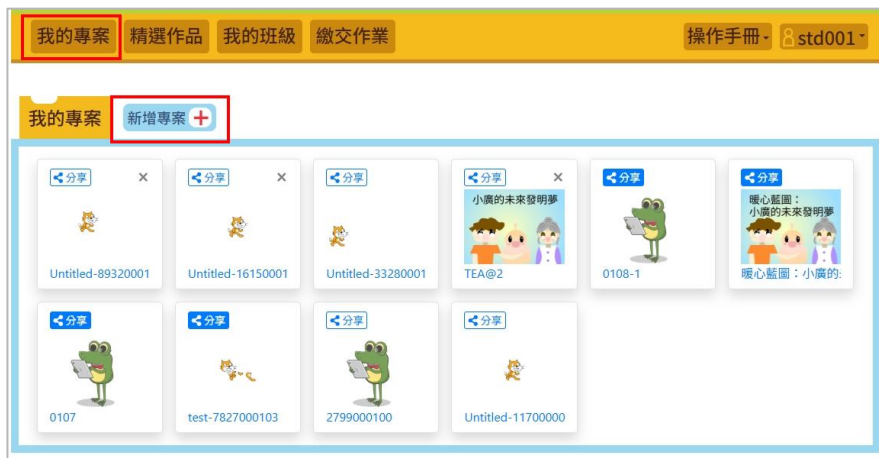 我的專案 精選作品 我的班級 繳交作業 操作手冊 std001
我的專案 新增專案
分享 × 分享 × 分享 分享 × 分享 分享
小廣的未來發明夢
暖心藍圖：
小廣的未來發明夢
Untitled-89320001 Untitled-16150001 Untitled-33280001 TEA@2 0108-1 暖心藍圖：小廣的
分享 分享 分享 分享
0107 test-7827000103 2799000100 Untitled-11700000